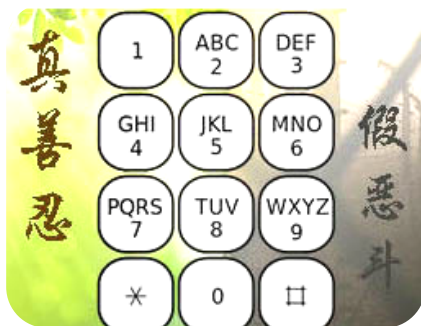 真善忍
1
ABC
2
DEF
3
GHI
4
JKL
5
MNO
6
PQRS
7
TUV
8
WXYZ
9
*
0
#
假恶斗